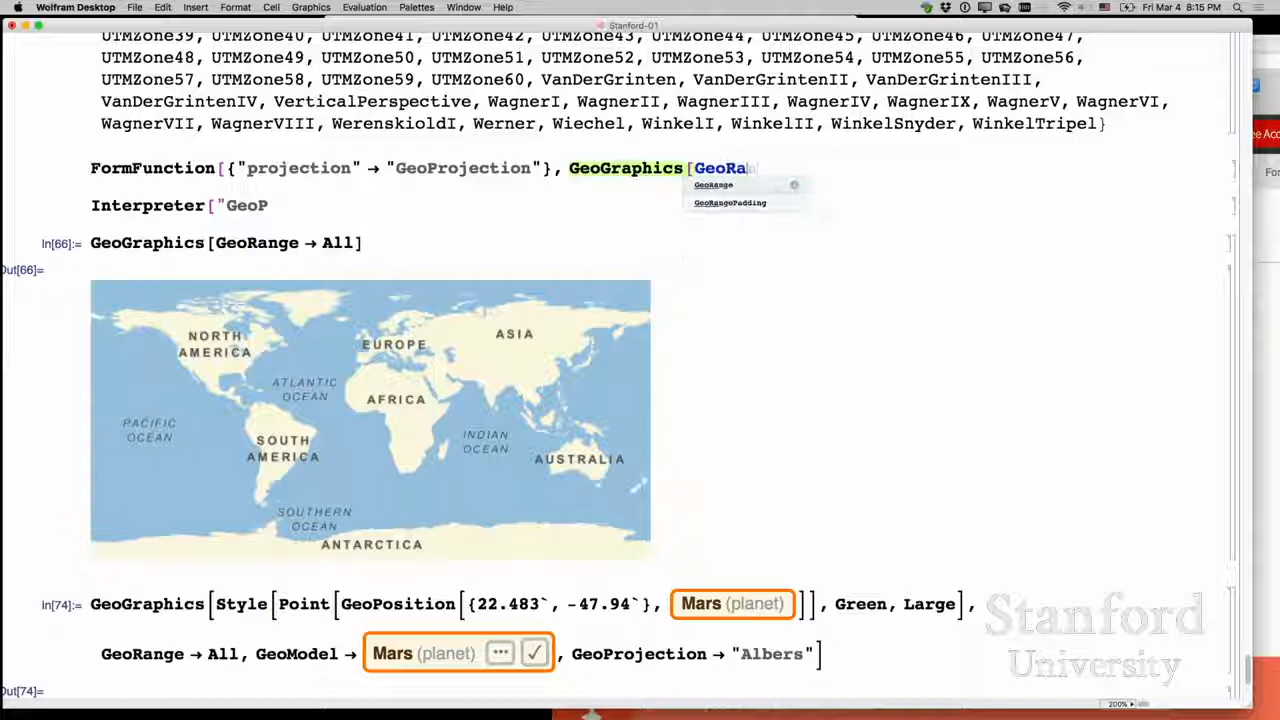 Wolfram Desktop File Edit Insert Format Cell Graphics Evaluation Palettes Window Help Fri Mar 4 8:15 PM
Stanford-01
UTMZone39, UTMZone40, UTMZone41, UTMZone42, UTMZone43, UTMZone44, UTMZone45, UTMZone46, UTMZone47,
UTMZone48, UTMZone49, UTMZone50, UTMZone51, UTMZone52, UTMZone53, UTMZone54, UTMZone55, UTMZone56,
UTMZone57, UTMZone58, UTMZone59, UTMZone60, VanDerGrinten, VanDerGrintenII, VanDerGrintenIII,
VanDerGrintenIV, VerticalPerspective, WagnerI, WagnerII, WagnerIII, WagnerIV, WagnerIX, WagnerV, WagnerVI,
WagnerVII, WagnerVIII, WerenskioldI, Werner, Wiechel, WinkelI, WinkelII, WinkelSnyder, WinkelTripel}
FormFunction[{"projection" → "GeoProjection"}, GeoGraphics[GeoRa
GeoRange
GeoRangePadding
Interpreter["GeoP
In[66]:= GeoGraphics[GeoRange → All]
Out[66]=
NORTH AMERICA
EUROPE
ASIA
ATLANTIC OCEAN
AFRICA
PACIFIC OCEAN
INDIAN OCEAN
SOUTH AMERICA
AUSTRALIA
SOUTHERN OCEAN
ANTARCTICA
In[74]:= GeoGraphics[Style[Point[GeoPosition[{22.483`, -47.94`}, Mars (planet)]], Green, Large],
GeoRange → All, GeoModel → Mars (planet) ··· ✓, GeoProjection → "Albers"]
Out[74]=
Stanford
University
200%